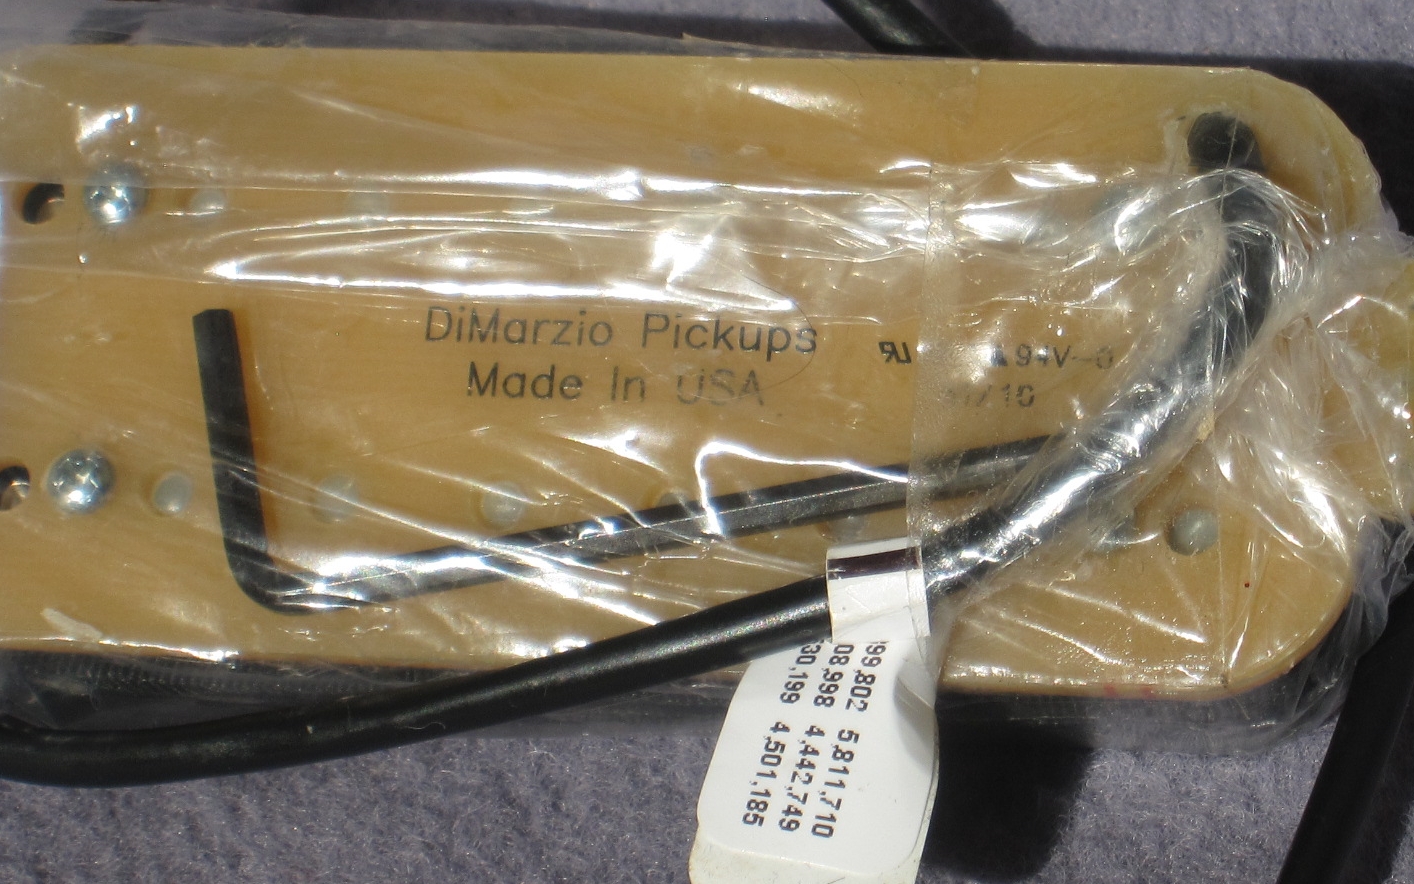 DiMarzio Pickups
Made In USA
94V-0
/10
99,802 5,811,710
08,998 4,442,749
30,199 4,501,185